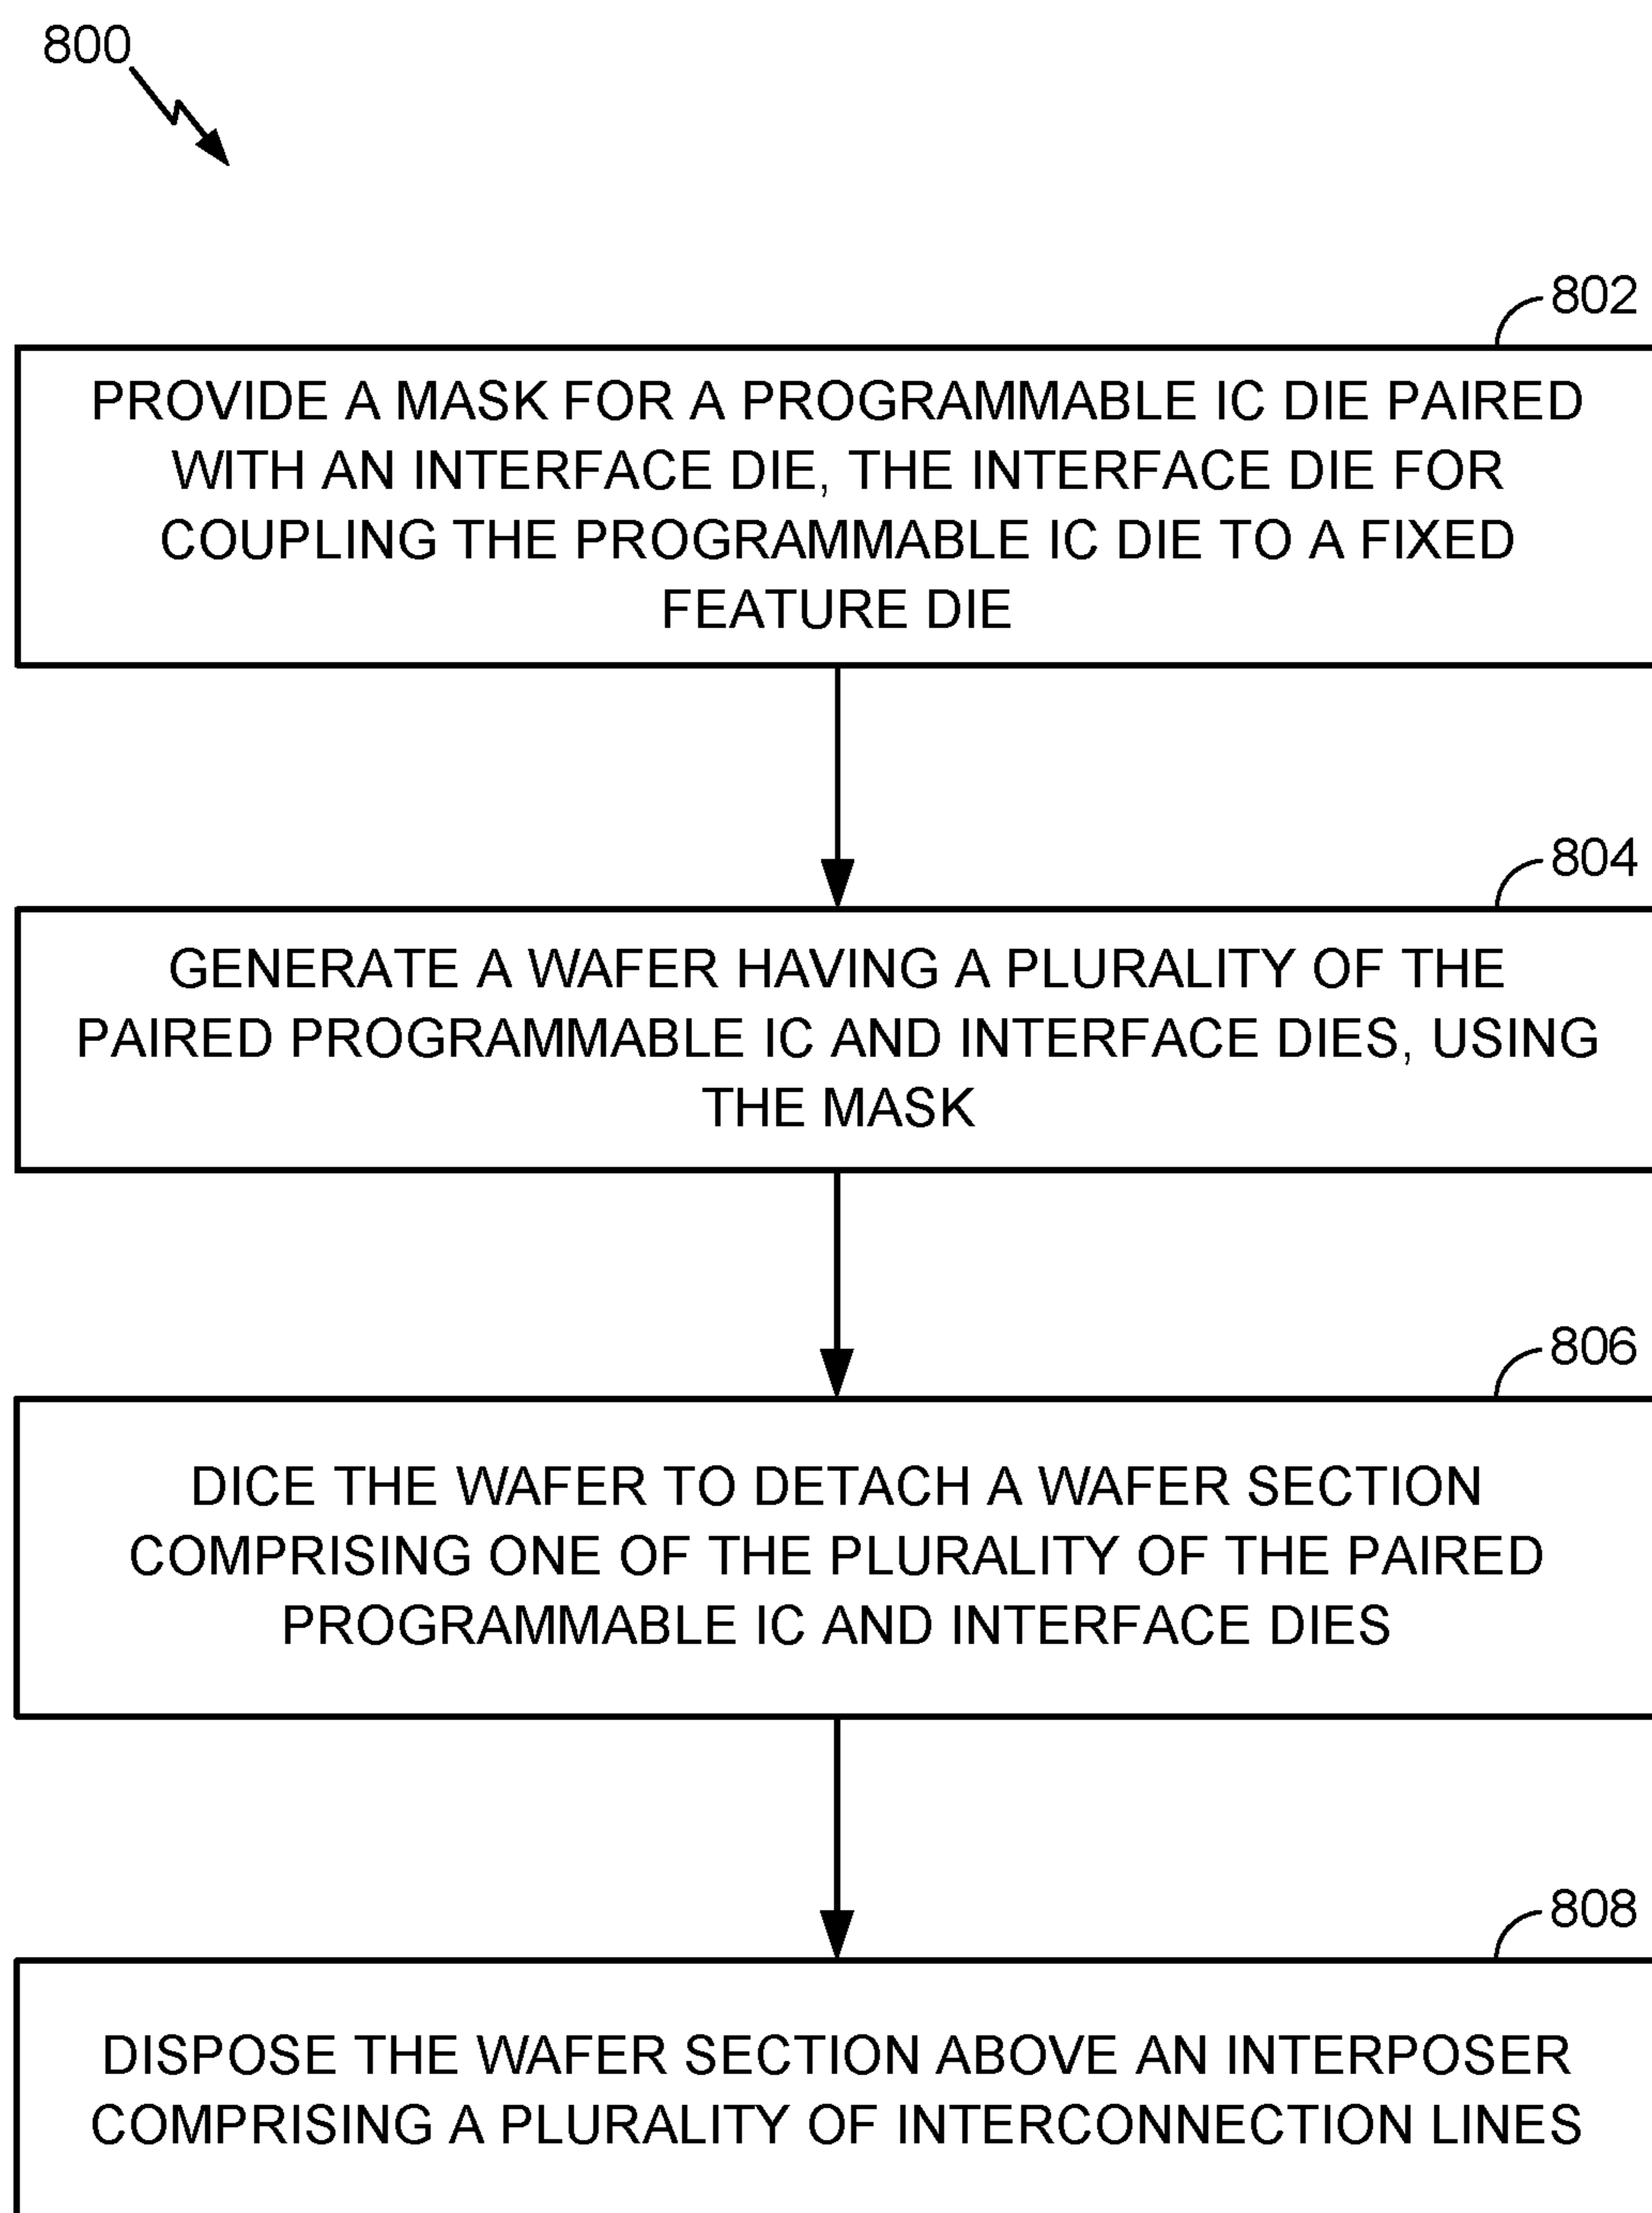 800
802
PROVIDE A MASK FOR A PROGRAMMABLE IC DIE PAIRED
WITH AN INTERFACE DIE, THE INTERFACE DIE FOR
COUPLING THE PROGRAMMABLE IC DIE TO A FIXED
FEATURE DIE
804
GENERATE A WAFER HAVING A PLURALITY OF THE
PAIRED PROGRAMMABLE IC AND INTERFACE DIES, USING
THE MASK
806
DICE THE WAFER TO DETACH A WAFER SECTION
COMPRISING ONE OF THE PLURALITY OF THE PAIRED
PROGRAMMABLE IC AND INTERFACE DIES
808
DISPOSE THE WAFER SECTION ABOVE AN INTERPOSER
COMPRISING A PLURALITY OF INTERCONNECTION LINES